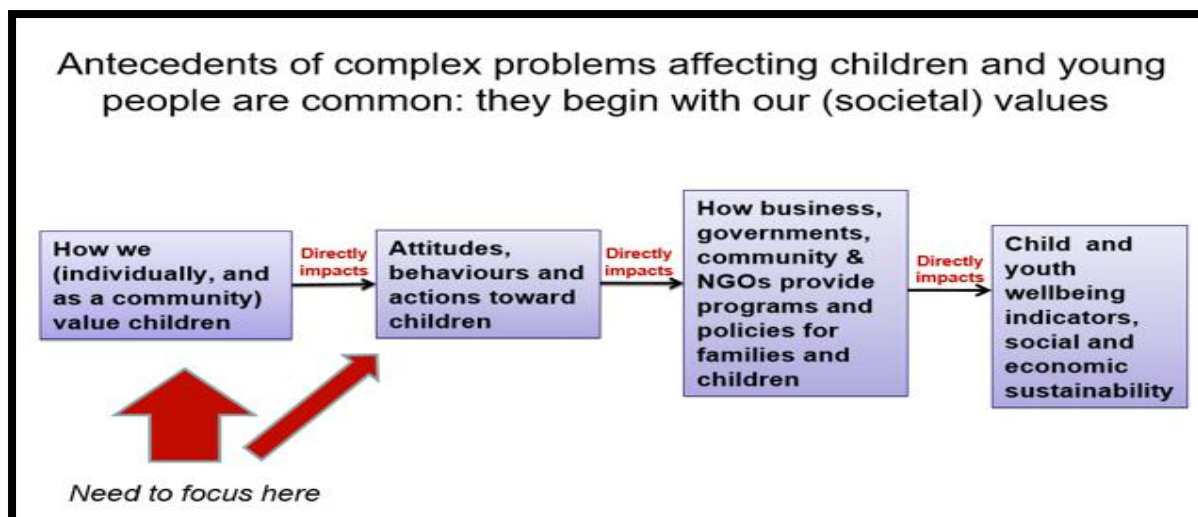 Antecedents of complex problems affecting children and young
people are common: they begin with our (societal) values
How we
(individually, and
as a community)
value children
Directly
impacts
Attitudes,
behaviours and
actions toward
children
Directly
impacts
How business,
governments,
community &
NGOs provide
programs and
policies for
families and
children
Directly
impacts
Child and
youth
wellbeing
indicators,
social and
economic
sustainability
Need to focus here